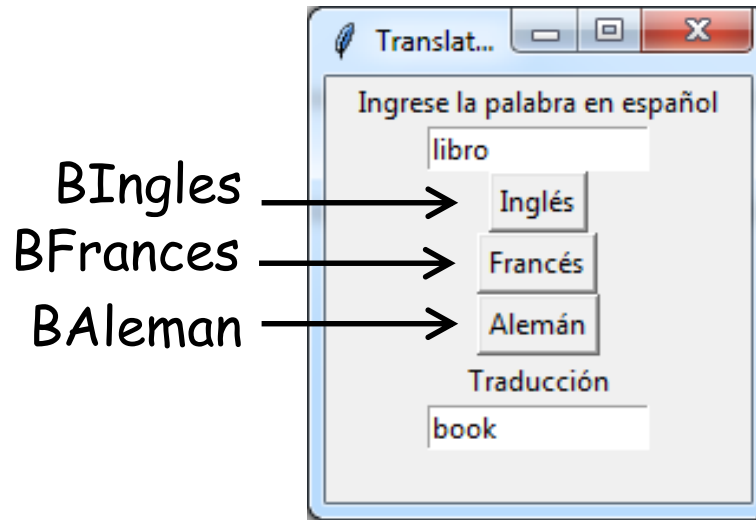 Translat...
Ingrese la palabra en español
libro
BIngles
Inglés
BFrances
Francés
BAleman
Alemán
Traducción
book